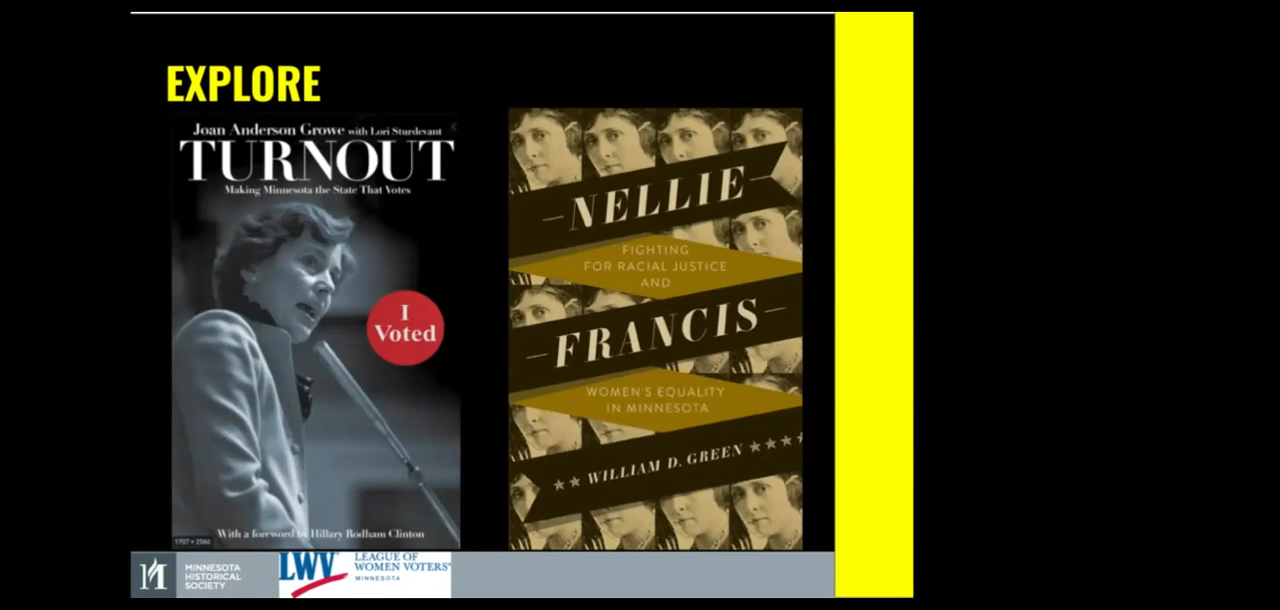 EXPLORE
Joan Anderson Growe with Lori Sturdevant
TURNOUT
Making Minnesota the State That Votes
I
Voted
With a foreword by Hillary Rodham Clinton
1707 × 2560
NELLIE
FIGHTING
FOR RACIAL JUSTICE
AND
FRANCIS
WOMEN'S EQUALITY
IN MINNESOTA
WILLIAM D. GREEN
MINNESOTA
HISTORICAL
SOCIETY
LWV
LEAGUE OF
WOMEN VOTERS®
MINNESOTA